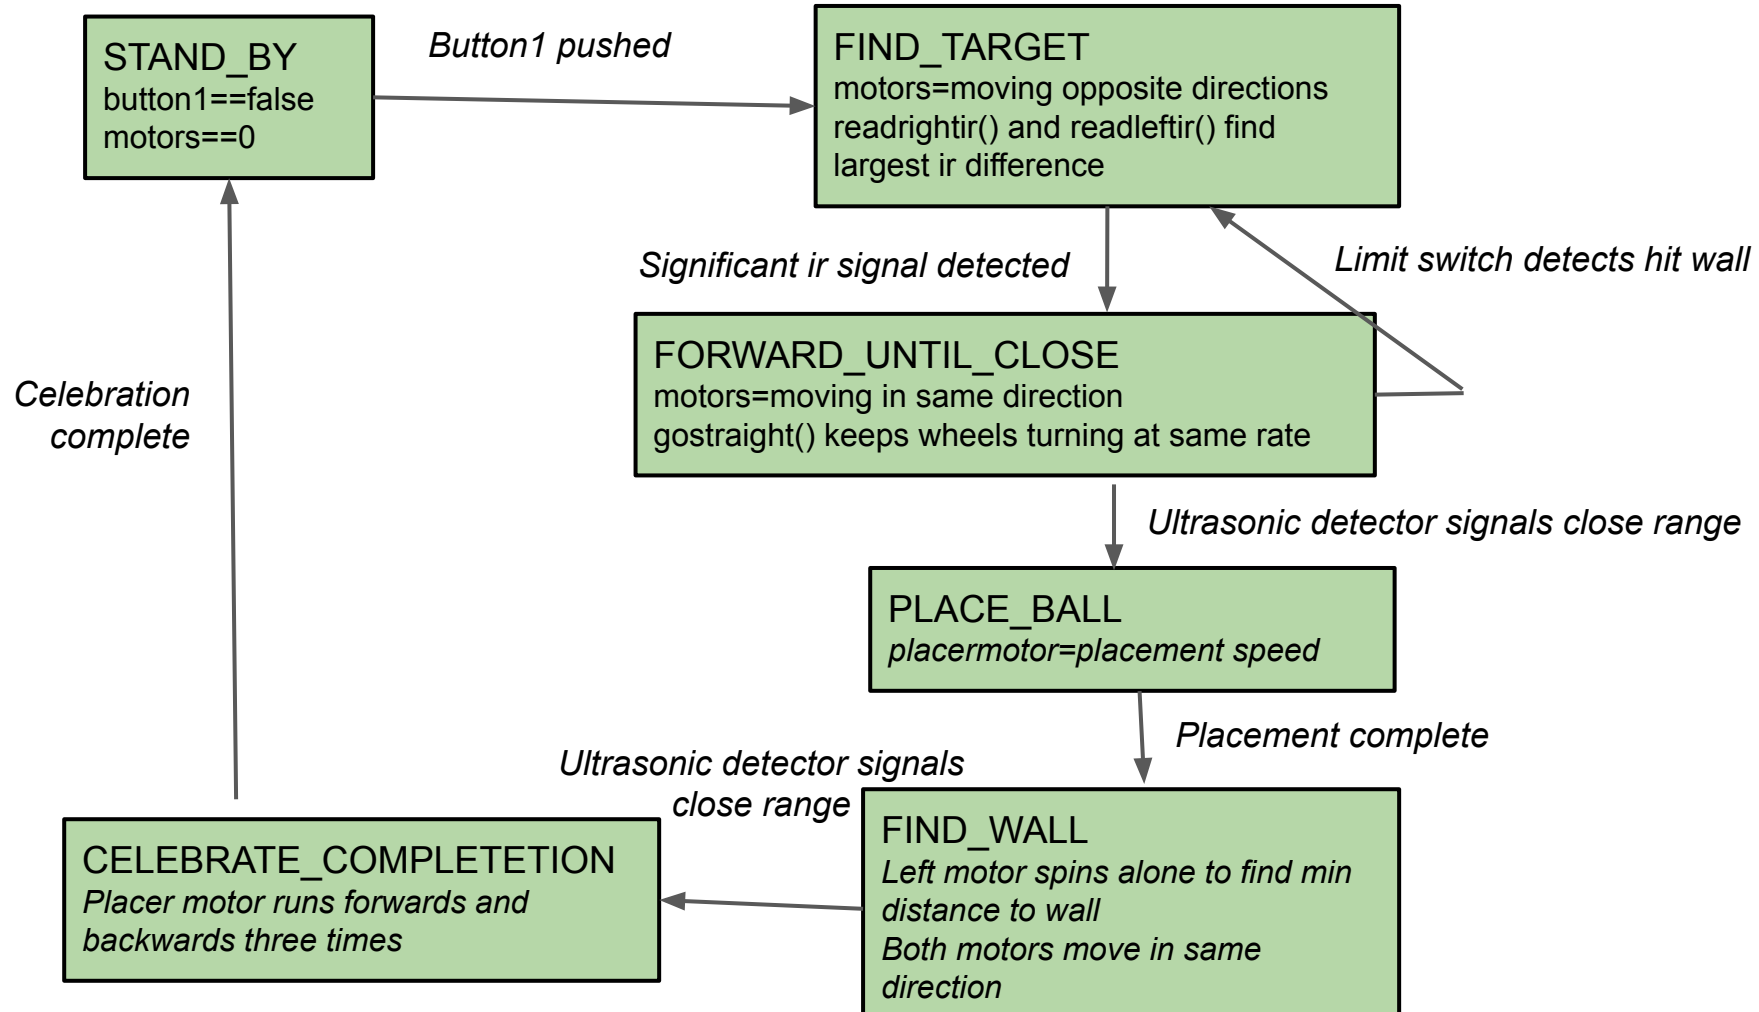 STAND_BY
button1==false
motors==0
Button1 pushed
FIND_TARGET
motors=moving opposite directions
readrightir() and readleftir() find
largest ir difference
Significant ir signal detected
Limit switch detects hit wall
FORWARD_UNTIL_CLOSE
motors=moving in same direction
gostraight() keeps wheels turning at same rate
Ultrasonic detector signals close range
PLACE_BALL
placermotor=placement speed
Placement complete
FIND_WALL
Left motor spins alone to find min
distance to wall
Both motors move in same
direction
Ultrasonic detector signals
close range
CELEBRATE_COMPLETETION
Placer motor runs forwards and
backwards three times
Celebration
complete